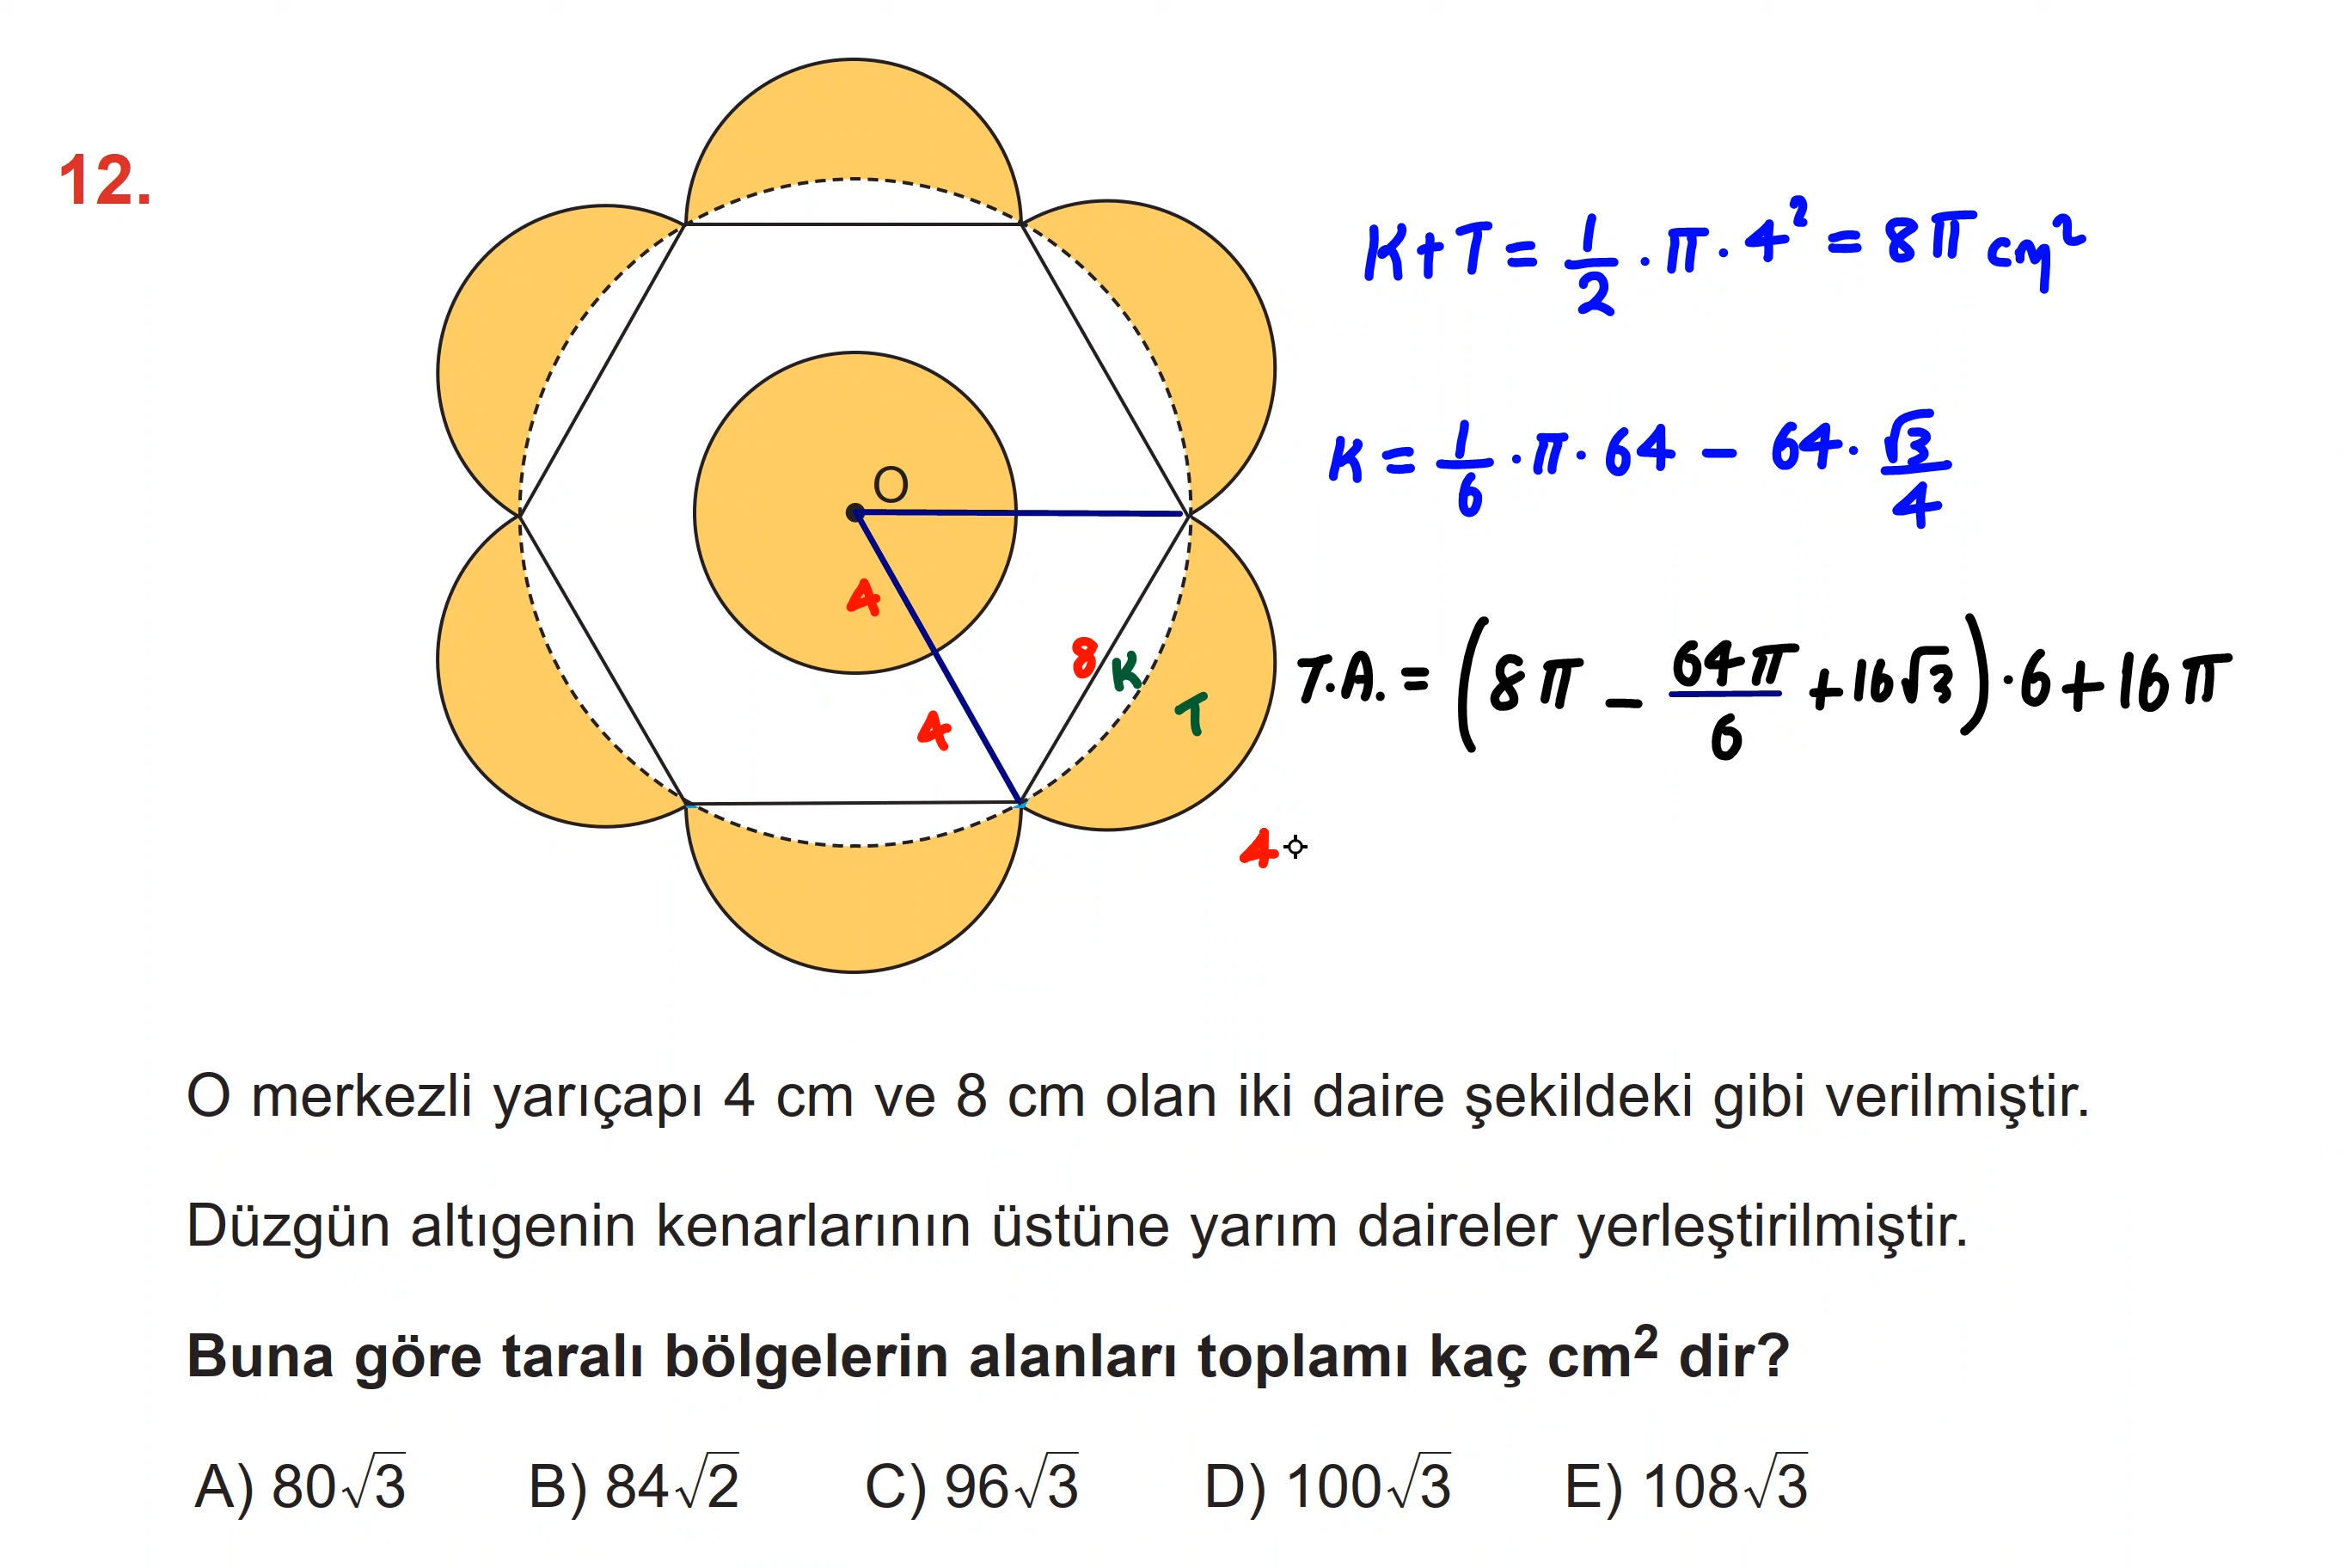 12.
K+T = 1/2 · π · 4² = 8π cm²
K = 1/6 · π · 64 − 64 · √3/4
O
4
8 K
T
4
T.A. = (8π − 64π/6 + 16√3) · 6 + 16π
4
O merkezli yarıçapı 4 cm ve 8 cm olan iki daire şekildeki gibi verilmiştir.
Düzgün altıgenin kenarlarının üstüne yarım daireler yerleştirilmiştir.
Buna göre taralı bölgelerin alanları toplamı kaç cm² dir?
A) 80√3 B) 84√2 C) 96√3 D) 100√3 E) 108√3